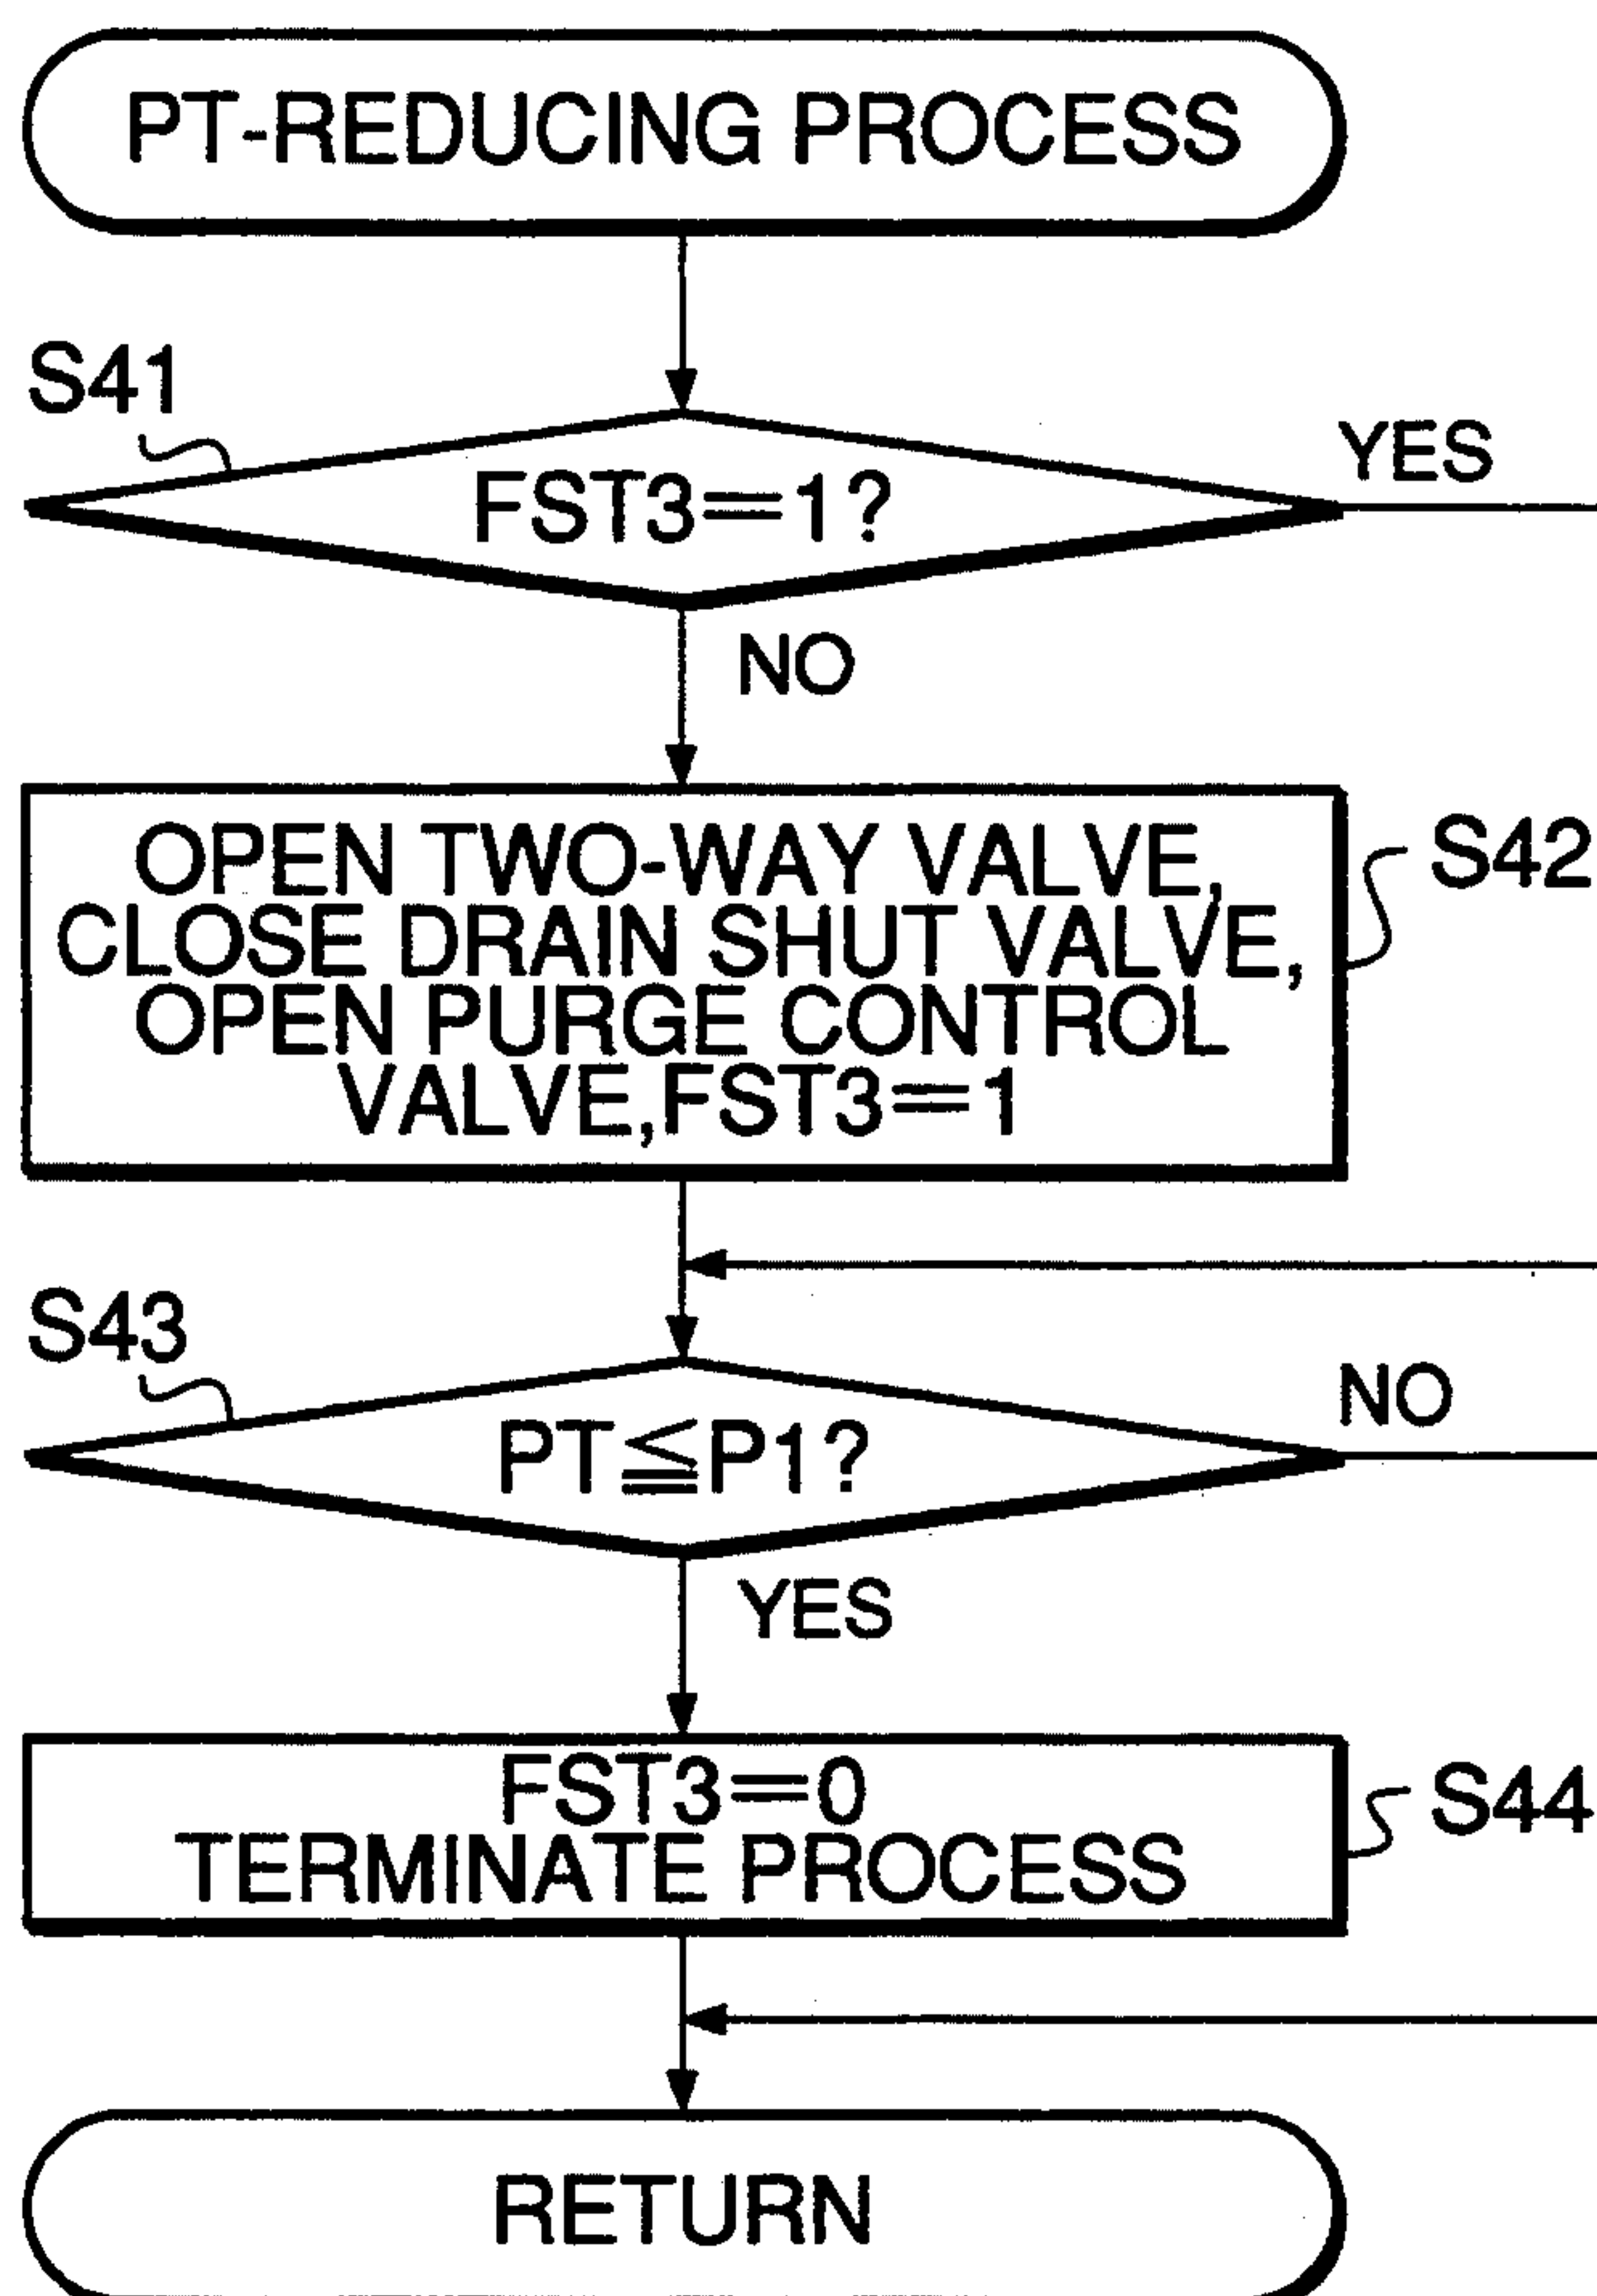 PT-REDUCING PROCESS
S41
FST3=1?
YES
NO
OPEN TWO-WAY VALVE,
CLOSE DRAIN SHUT VALVE,
OPEN PURGE CONTROL
VALVE,FST3=1
S42
S43
PT≦P1?
NO
YES
FST3=0
TERMINATE PROCESS
S44
RETURN